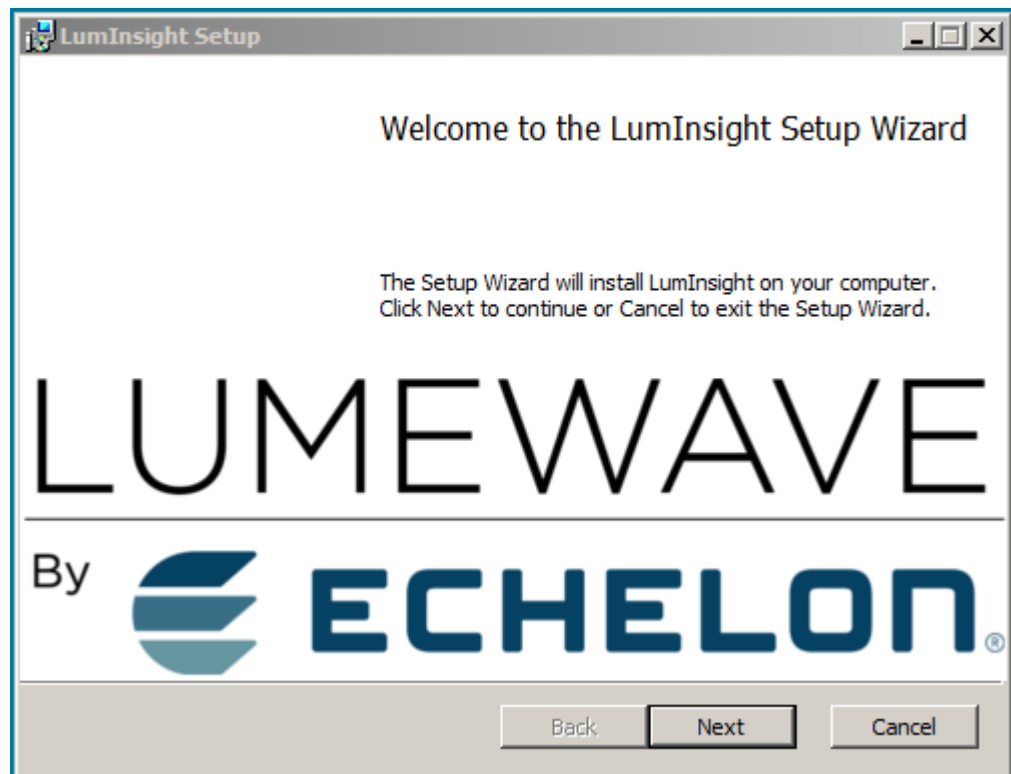 LumInsight Setup
Welcome to the LumInsight Setup Wizard
The Setup Wizard will install LumInsight on your computer.
Click Next to continue or Cancel to exit the Setup Wizard.
LUMEWAVE
By ECHELON®
Back Next Cancel